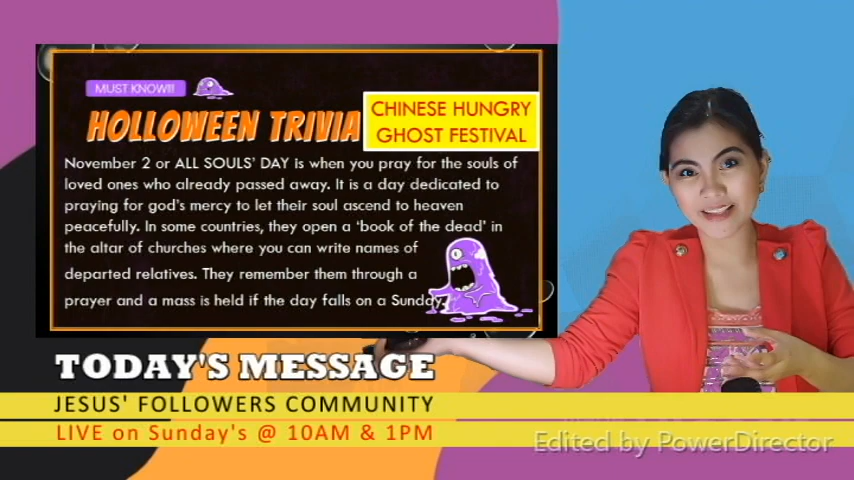 MUST KNOW!!!
HOLLOWEEN TRIVIA
CHINESE HUNGRY
GHOST FESTIVAL
November 2 or ALL SOULS' DAY is when you pray for the souls of
loved ones who already passed away. It is a day dedicated to
praying for god's mercy to let their soul ascend to heaven
peacefully. In some countries, they open a 'book of the dead' in
the altar of churches where you can write names of
departed relatives. They remember them through a
prayer and a mass is held if the day falls on a Sunday.
TODAY'S MESSAGE
JESUS' FOLLOWERS COMMUNITY
LIVE on Sunday's @ 10AM & 1PM
Edited by PowerDirector